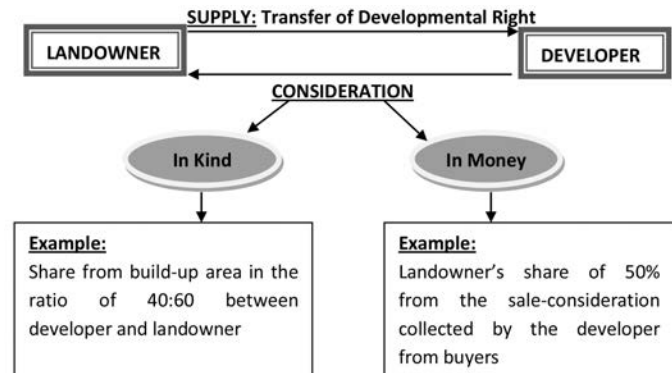 SUPPLY: Transfer of Developmental Right
LANDOWNER
DEVELOPER
CONSIDERATION
In Kind
In Money
Example:
Share from build-up area in the
ratio of 40:60 between
developer and landowner
Example:
Landowner's share of 50%
from the sale-consideration
collected by the developer
from buyers